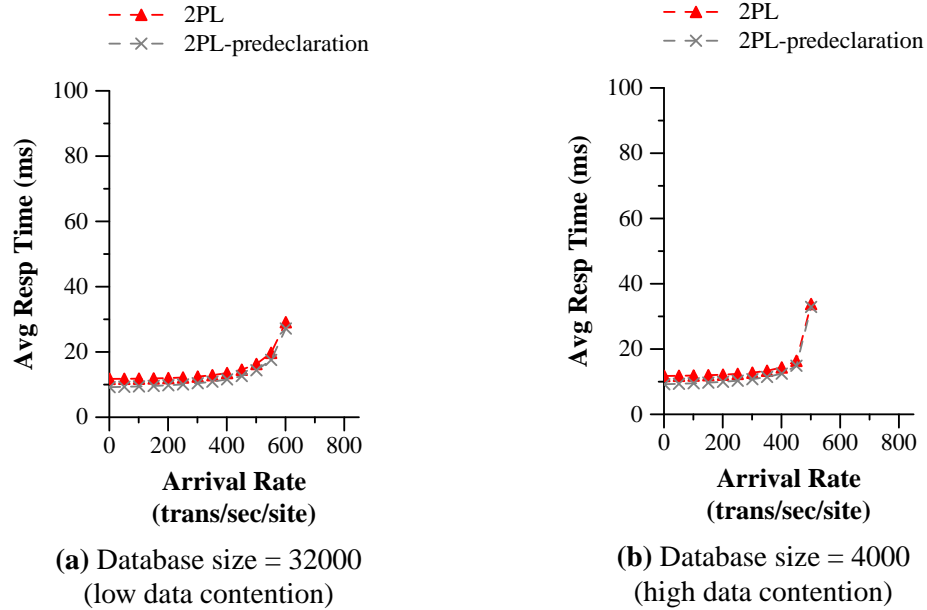 2PL
2PL-predeclaration
100
80
60
40
20
0
Avg Resp Time (ms)
0 200 400 600 800
Arrival Rate
(trans/sec/site)
(a) Database size = 32000
(low data contention)
2PL
2PL-predeclaration
100
80
60
40
20
0
Avg Resp Time (ms)
0 200 400 600 800
Arrival Rate
(trans/sec/site)
(b) Database size = 4000
(high data contention)